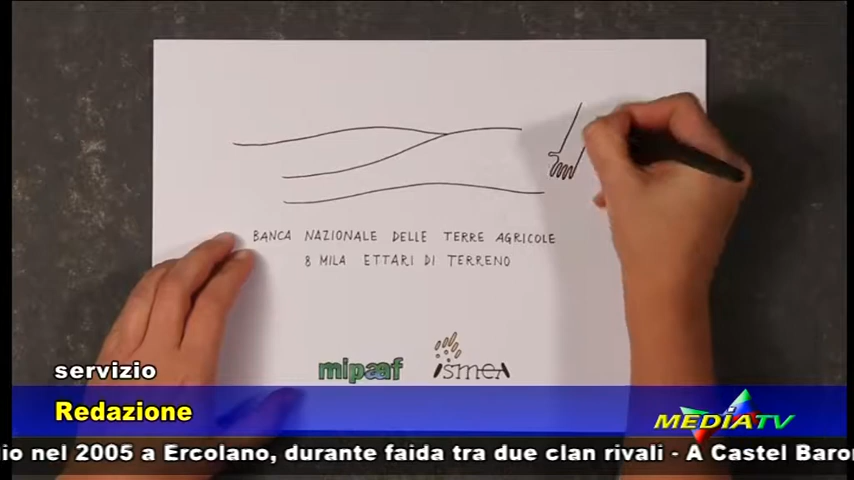 BANCA NAZIONALE DELLE TERRE AGRICOLE
8 MILA ETTARI DI TERRENO
mipaaf
ismea
servizio
Redazione
MEDIATV
io nel 2005 a Ercolano, durante faida tra due clan rivali - A Castel Baron